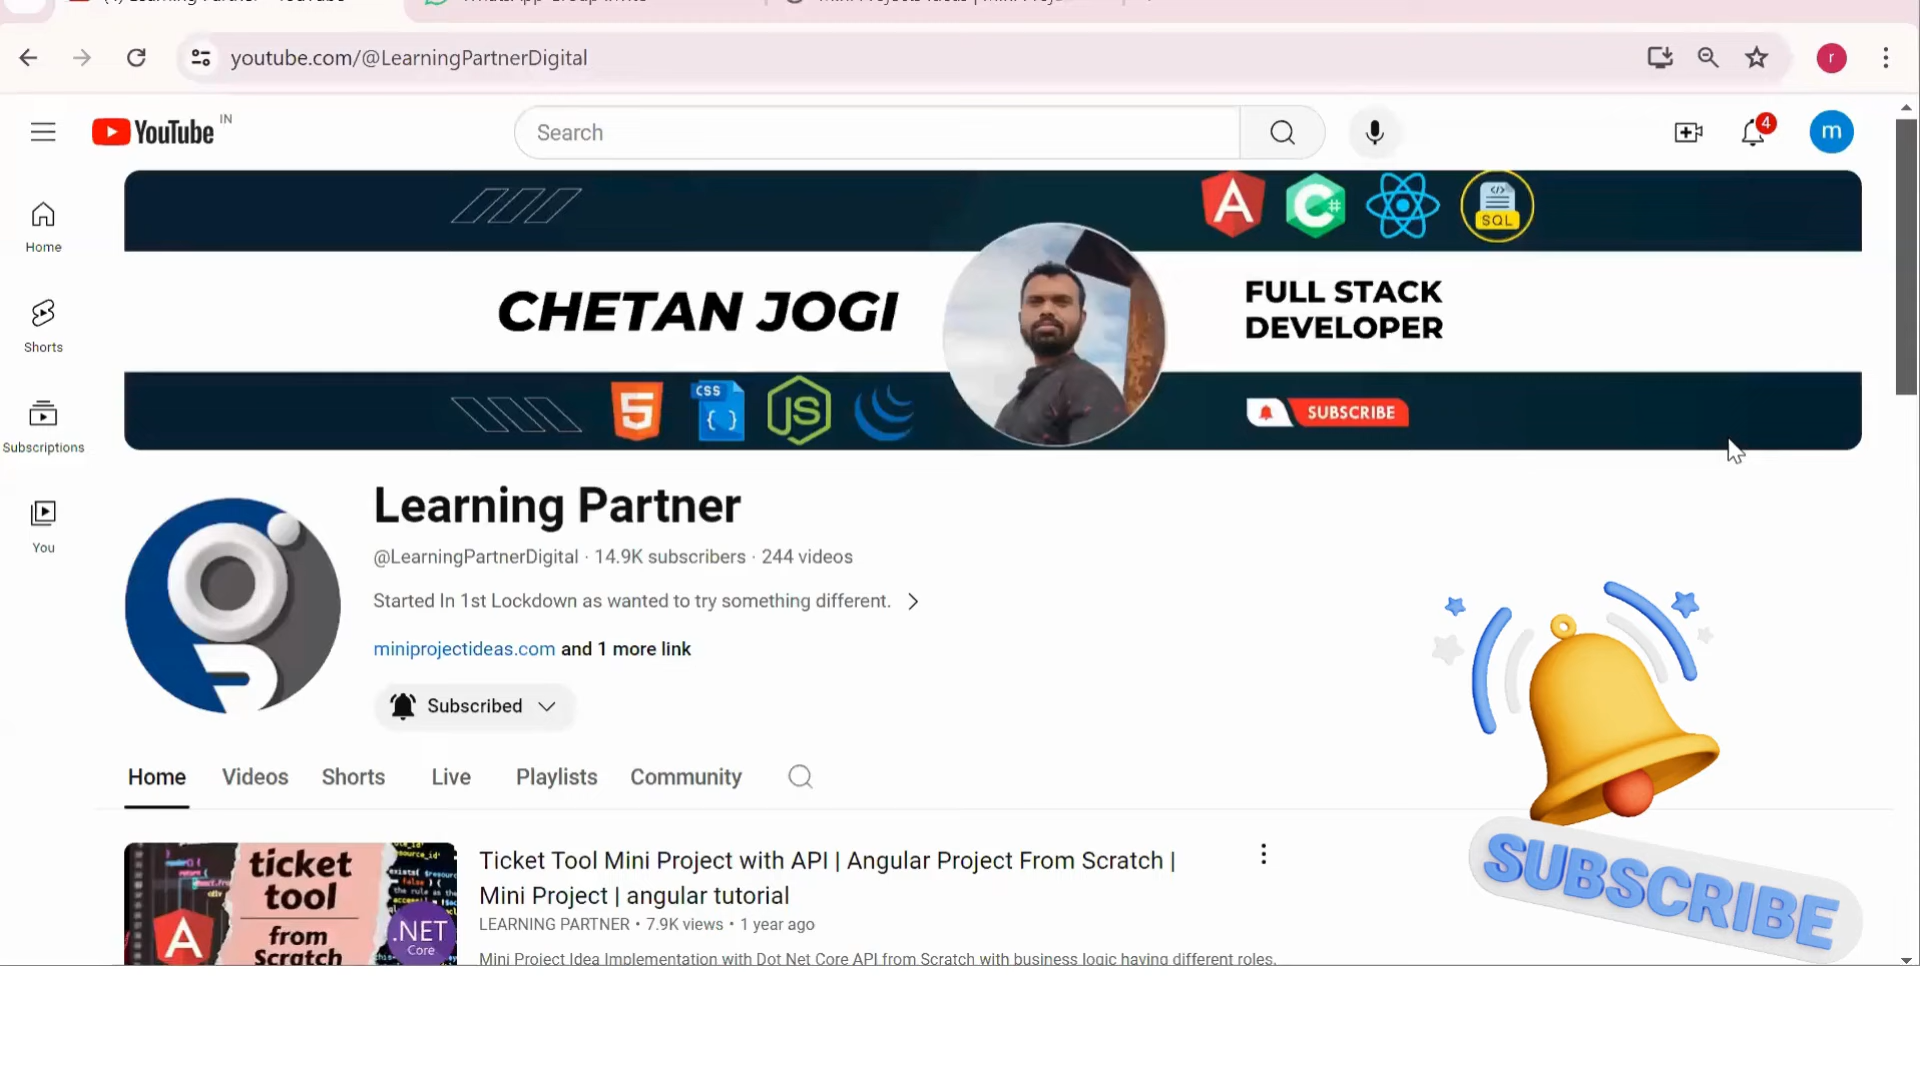 youtube.com/@LearningPartnerDigital
r
YouTube IN
Search
4
m
Home
Shorts
Subscriptions
You
SQL
CHETAN JOGI
FULL STACK
DEVELOPER
5
CSS
JS
SUBSCRIBE
Learning Partner
@LearningPartnerDigital · 14.9K subscribers · 244 videos
Started In 1st Lockdown as wanted to try something different.
miniprojectideas.com and 1 more link
Subscribed
Home Videos Shorts Live Playlists Community
SUBSCRIBE
ticket
tool
from
Scratch
.NET
Core
Ticket Tool Mini Project with API | Angular Project From Scratch |
Mini Project | angular tutorial
LEARNING PARTNER • 7.9K views • 1 year ago
Mini Project Idea Implementation with Dot Net Core API from Scratch with business logic having different roles.